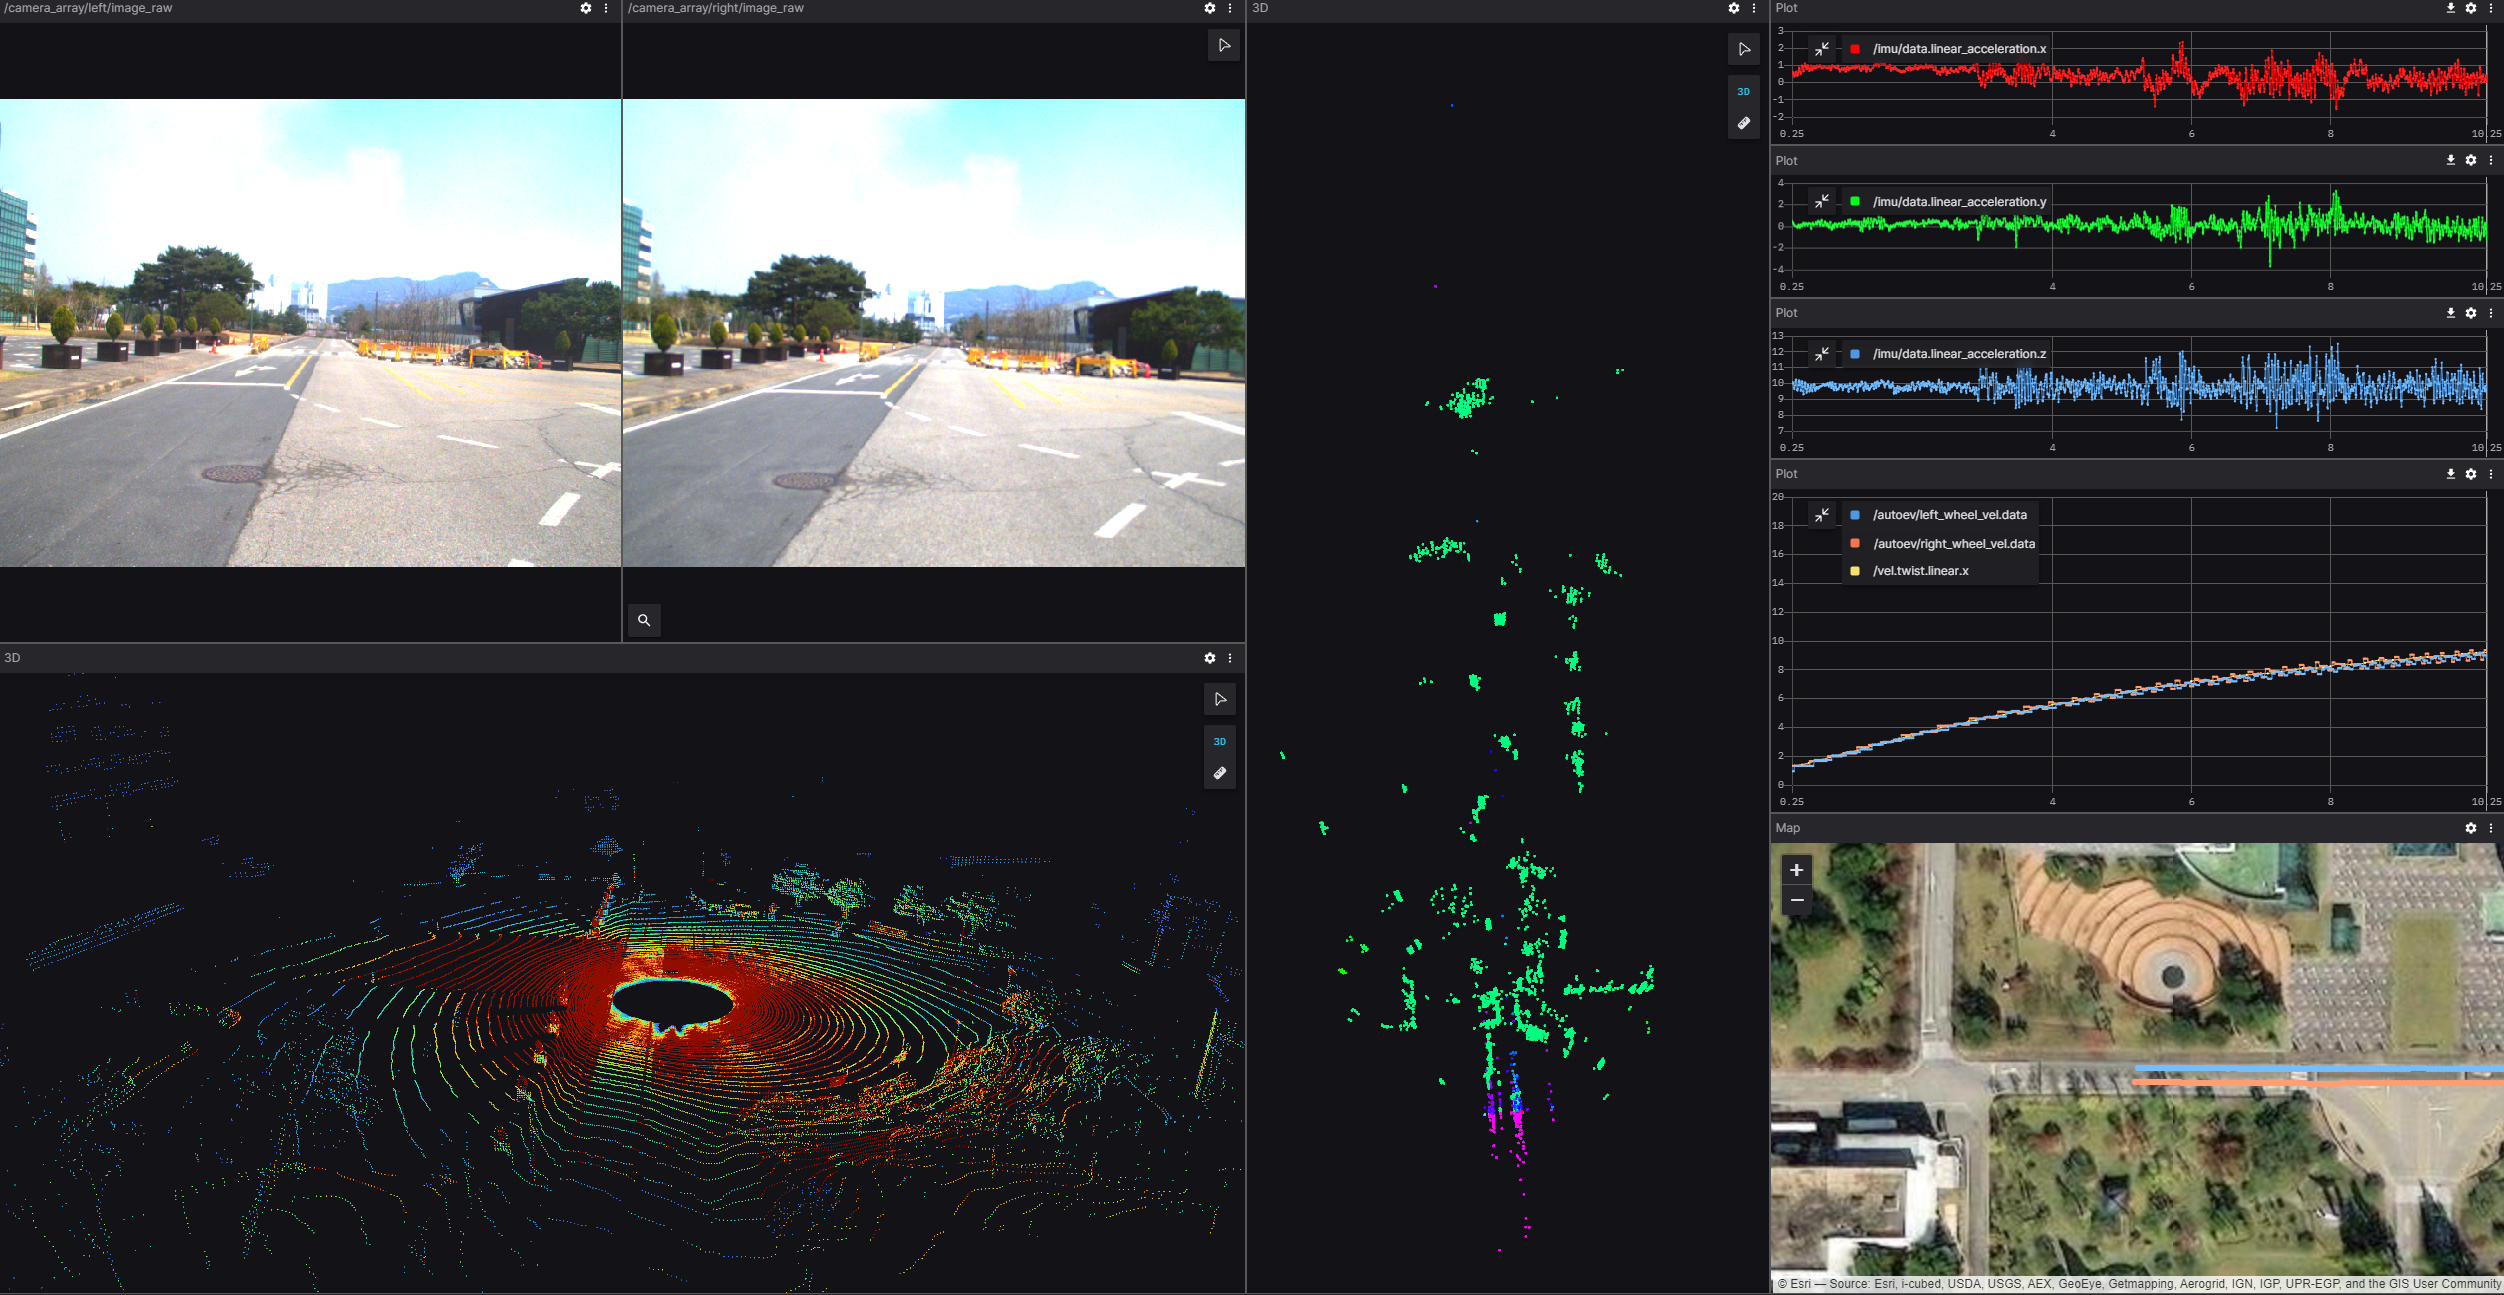 /camera_array/left/image_raw
/camera_array/right/image_raw
3D
3D
3D
3D
Plot
/imu/data.linear_acceleration.x
3
2
1
0
-1
-2
0.25
4
6
8
10.25
Plot
/imu/data.linear_acceleration.y
4
2
0
-2
-4
0.25
4
6
8
10.25
Plot
/imu/data.linear_acceleration.z
13
12
11
10
9
8
7
0.25
4
6
8
10.25
Plot
/autoev/left_wheel_vel.data
/autoev/right_wheel_vel.data
/vel.twist.linear.x
20
18
16
14
12
10
8
6
4
2
0
0.25
4
6
8
10.25
Map
+
−
© Esri — Source: Esri, i-cubed, USDA, USGS, AEX, GeoEye, Getmapping, Aerogrid, IGN, IGP, UPR-EGP, and the GIS User Community